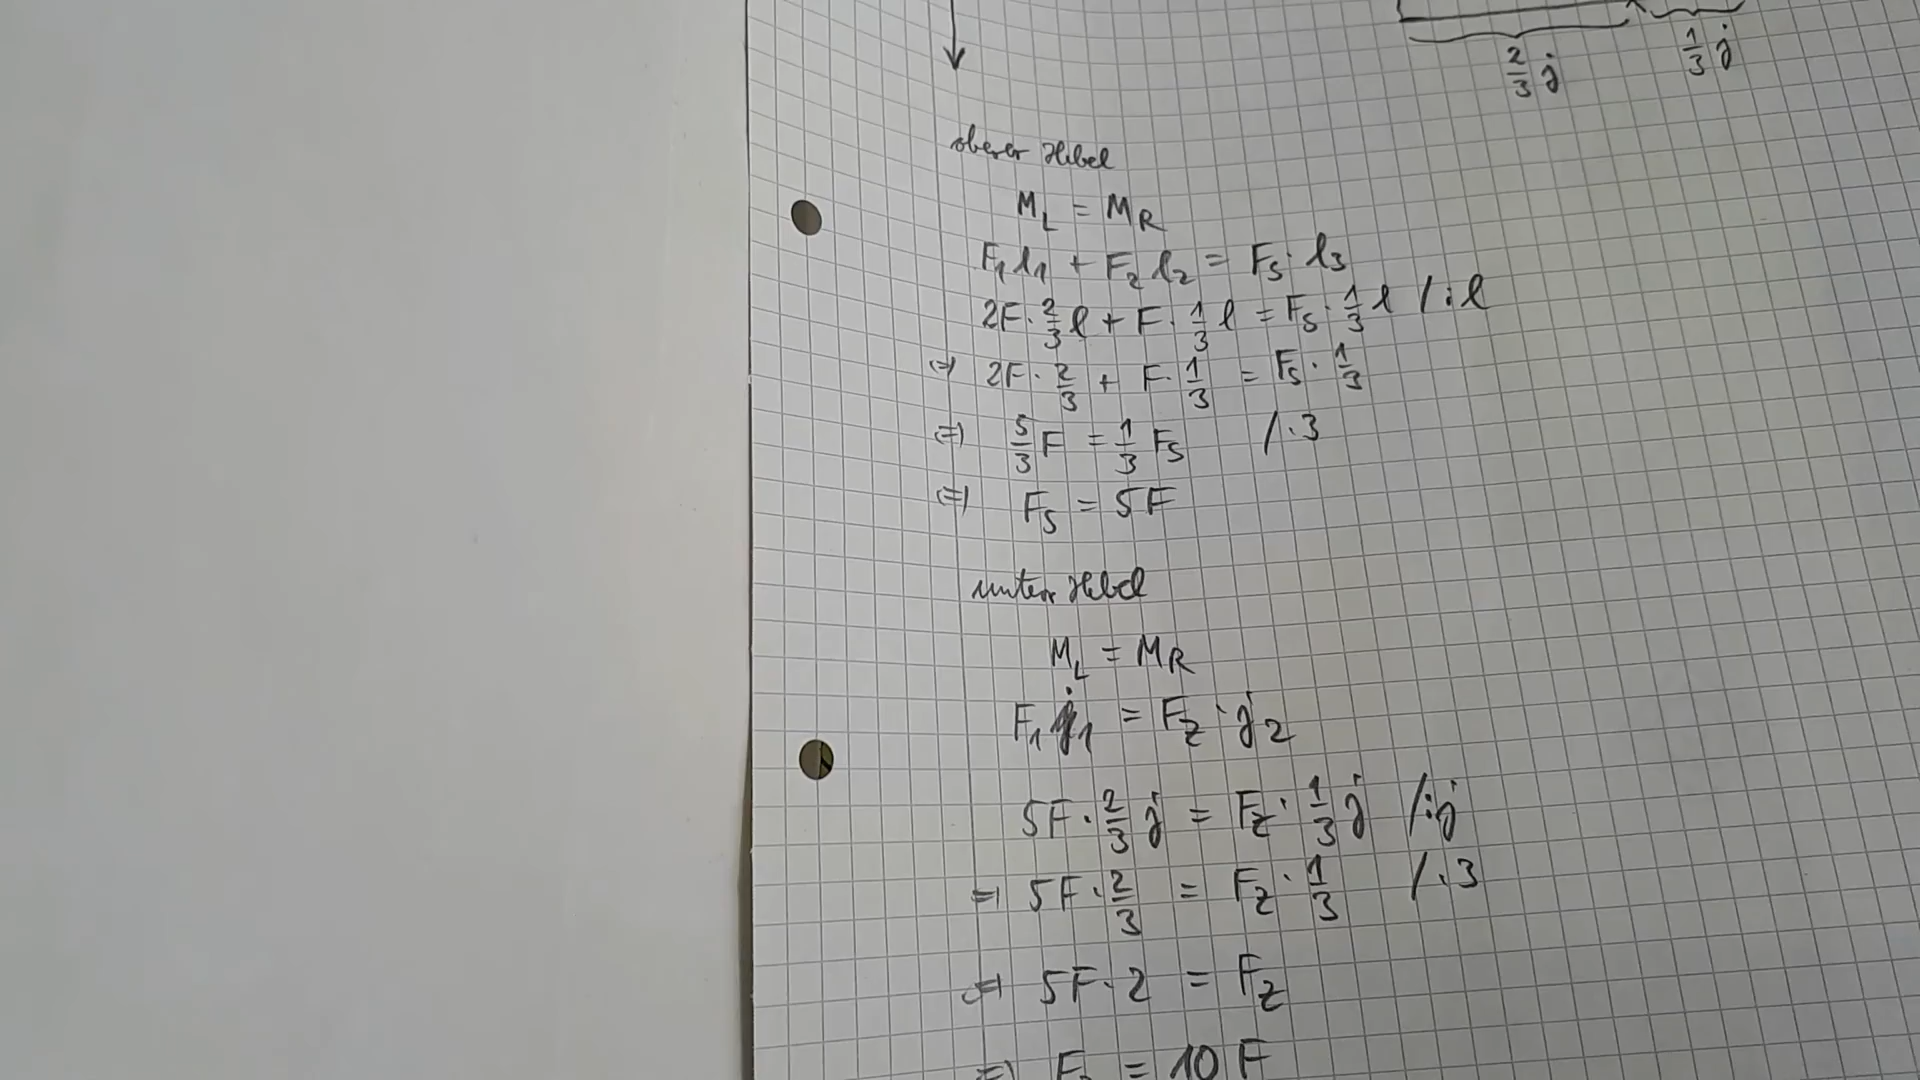 2/3 j 1/3 j
oberer Hebel
M_L = M_R
F_1 l_1 + F_2 l_2 = F_S · l_3
2F · 2/3 l + F · 1/3 l = F_S · 1/3 l / : l
⇔ 2F · 2/3 + F · 1/3 = F_S · 1/3
⇔ 5/3 F = 1/3 F_S / · 3
⇔ F_S = 5F
unterer Hebel
M_L = M_R
F_1 j_1 = F_Z · j_2
5F · 2/3 j = F_Z · 1/3 j / : j
⇔ 5F · 2/3 = F_Z · 1/3 / · 3
⇔ 5F · 2 = F_Z
⇔ F_Z = 10 F